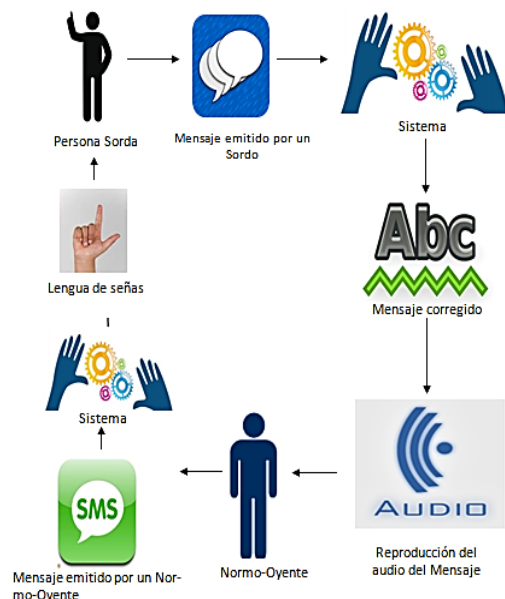 Persona Sorda
Mensaje emitido por un
Sordo
Sistema
Abc
Mensaje corregido
AUDIO
Reproducción del
audio del Mensaje
Normo-Oyente
SMS
Mensaje emitido por un Nor-
mo-Oyente
Sistema
Lengua de señas